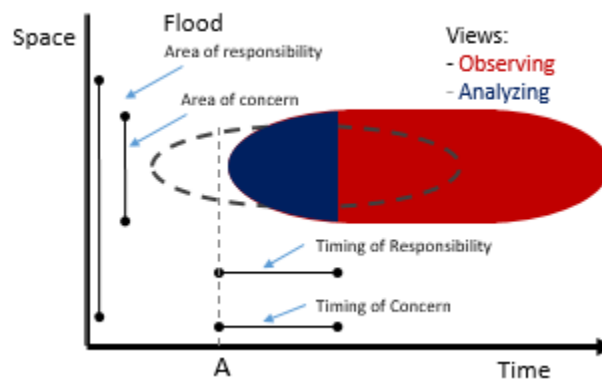 Space
Flood
Area of responsibility
Area of concern
Views:
- Observing
- Analyzing
Timing of Responsibility
Timing of Concern
A
Time